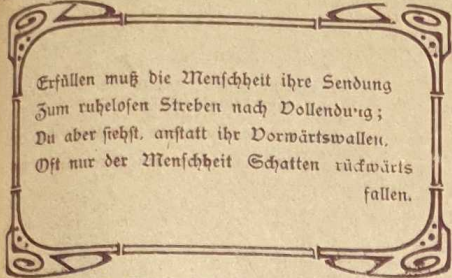 Erfüllen muß die Menschheit ihre Sendung
Zum ruhelosen Streben nach Vollendung;
Du aber siehst, anstatt ihr Vorwärtswallen,
Oft nur der Menschheit Schatten rückwärts
fallen.